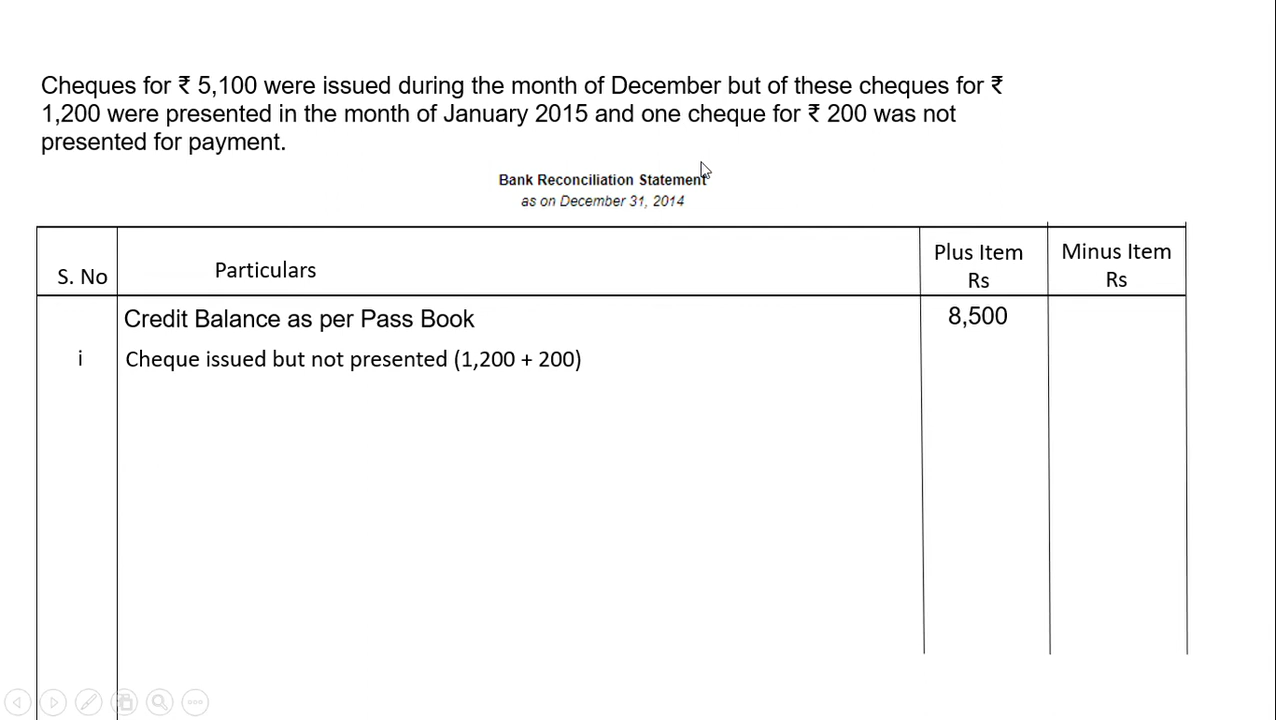 Cheques for ₹ 5,100 were issued during the month of December but of these cheques for ₹
1,200 were presented in the month of January 2015 and one cheque for ₹ 200 was not
presented for payment.
Bank Reconciliation Statement
as on December 31, 2014
S. No Particulars Plus Item Rs Minus Item Rs
Credit Balance as per Pass Book 8,500
i Cheque issued but not presented (1,200 + 200)